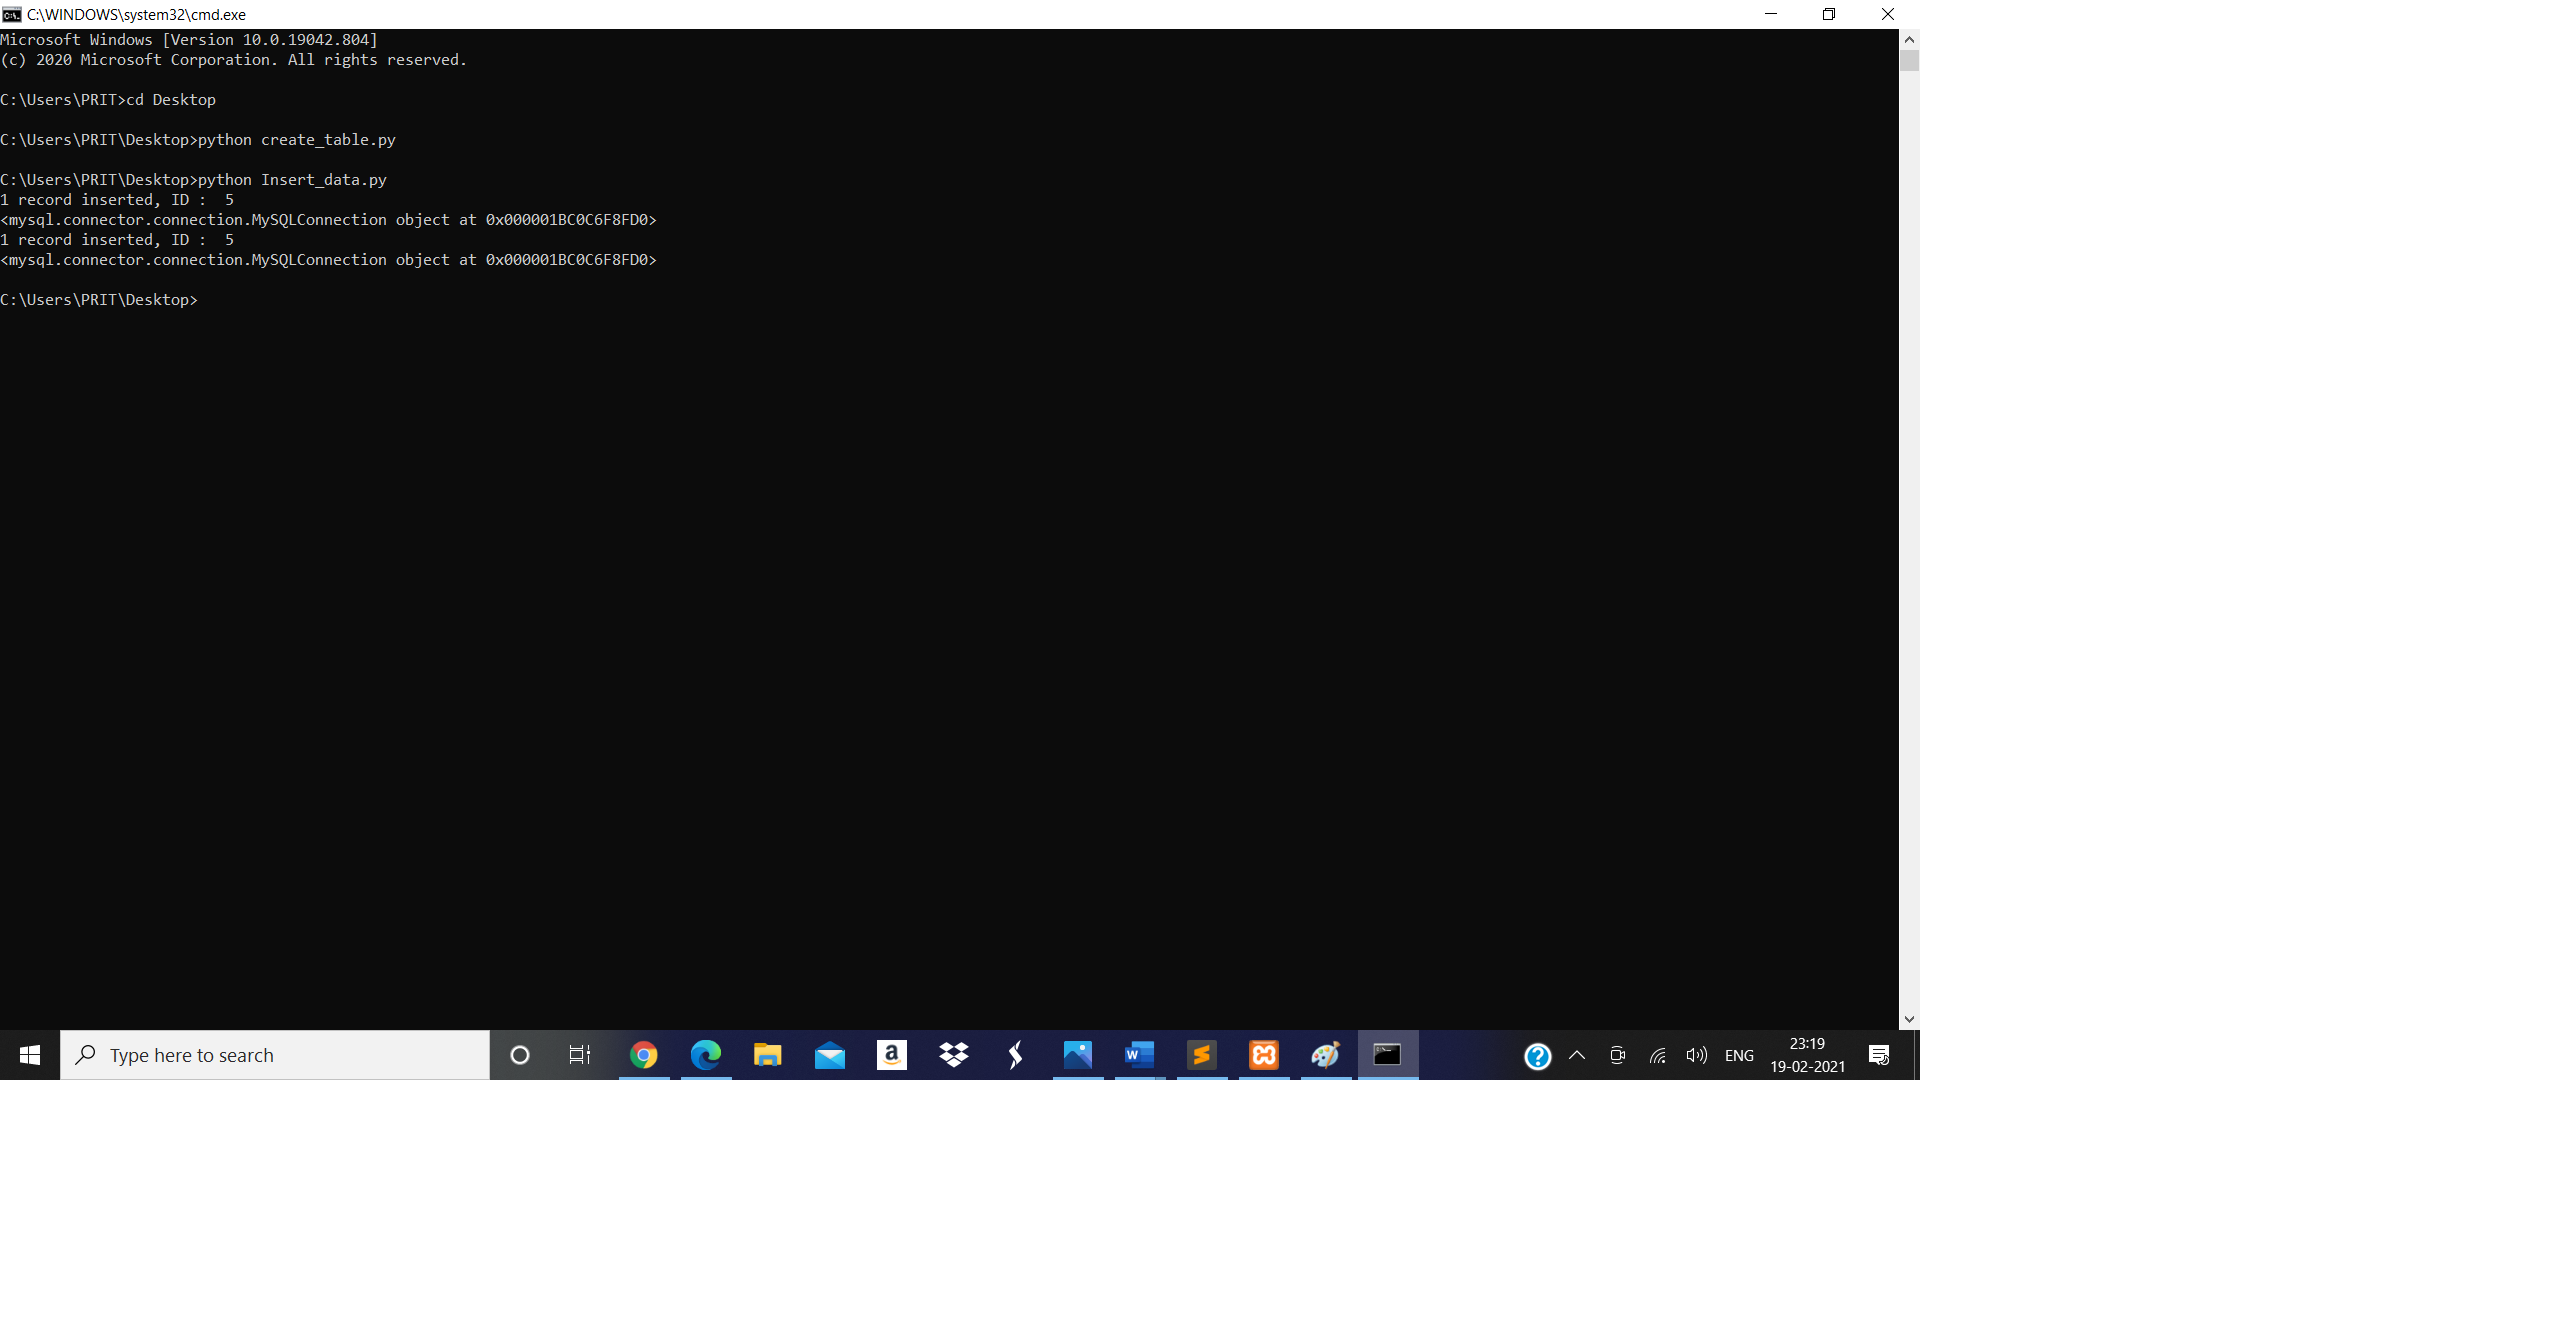 C:\WINDOWS\system32\cmd.exe
Microsoft Windows [Version 10.0.19042.804]
(c) 2020 Microsoft Corporation. All rights reserved.
C:\Users\PRIT>cd Desktop
C:\Users\PRIT\Desktop>python create_table.py
C:\Users\PRIT\Desktop>python Insert_data.py
1 record inserted, ID :  5
<mysql.connector.connection.MySQLConnection object at 0x000001BC0C6F8FD0>
1 record inserted, ID :  5
<mysql.connector.connection.MySQLConnection object at 0x000001BC0C6F8FD0>
C:\Users\PRIT\Desktop>
Type here to search
ENG
23:19
19-02-2021